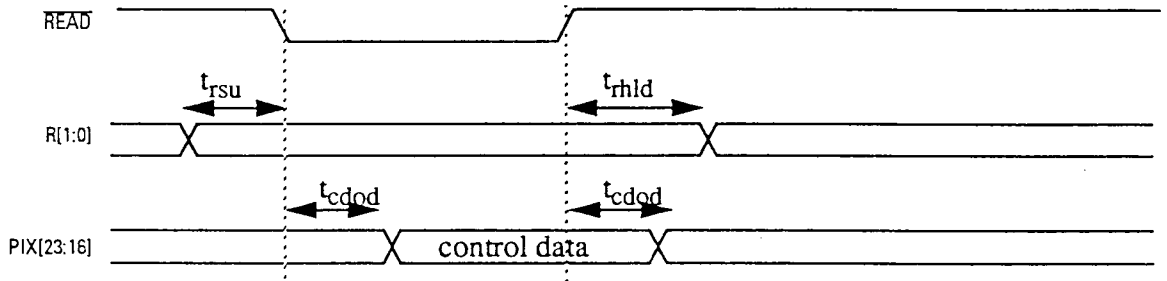 READ
t_rsu t_rhld
R[1:0]
t_cdod t_cdod
PIX[23:16] control data